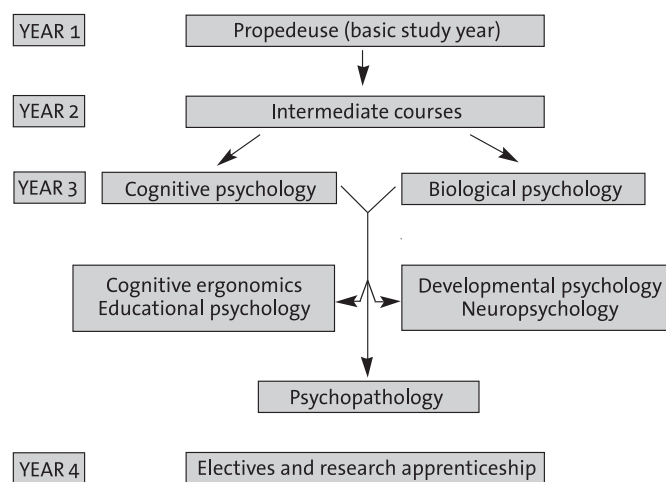 YEAR 1
Propedeuse (basic study year)
YEAR 2
Intermediate courses
YEAR 3
Cognitive psychology
Biological psychology
Cognitive ergonomics
Educational psychology
Developmental psychology
Neuropsychology
Psychopathology
YEAR 4
Electives and research apprenticeship